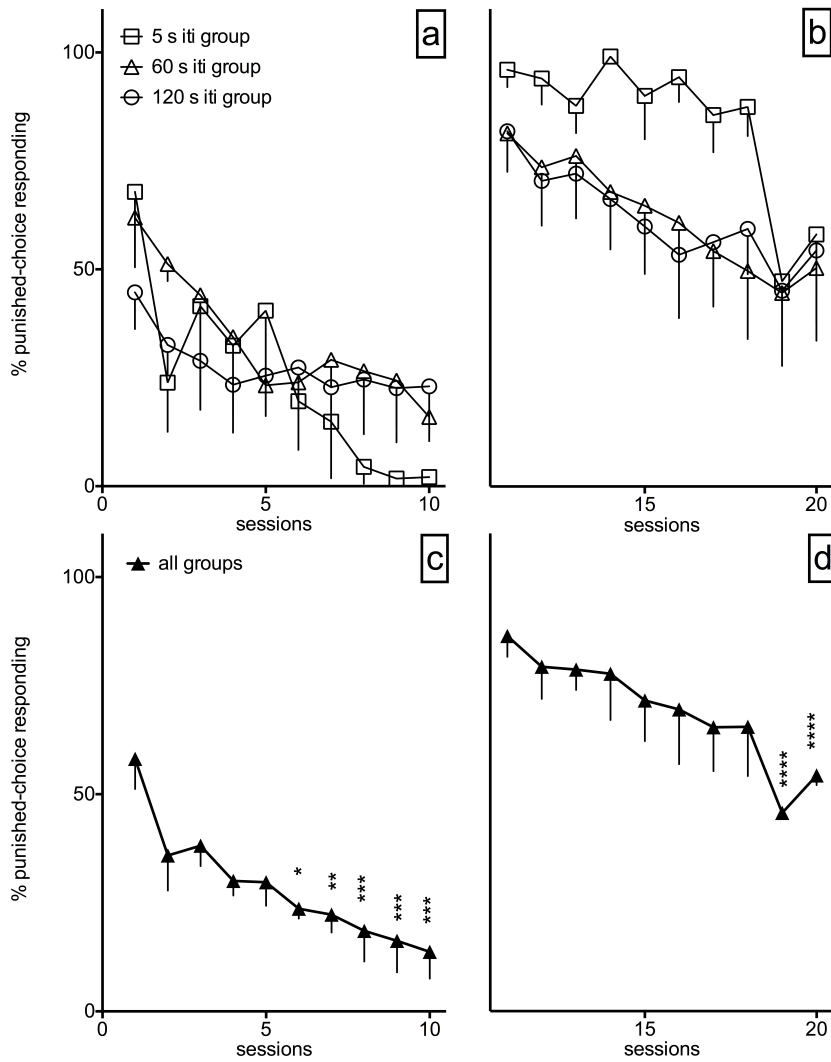 a
b
5 s iti group
60 s iti group
120 s iti group
100
50
0
% punished-choice responding
0
5
10
sessions
15
20
sessions
c
d
all groups
100
50
0
% punished-choice responding
*
**
***
***
***
****
****
0
5
10
sessions
15
20
sessions